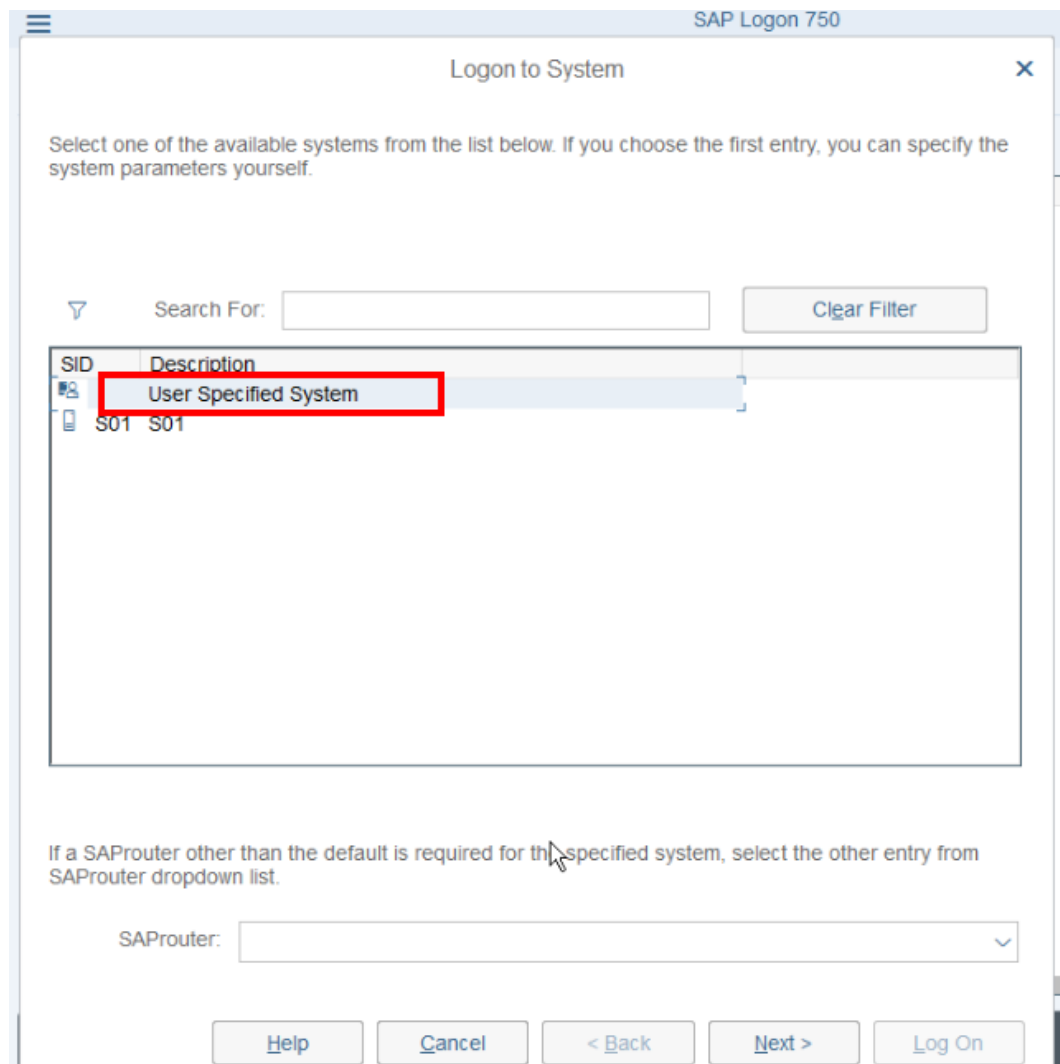 SAP Logon 750
Logon to System
Select one of the available systems from the list below. If you choose the first entry, you can specify the
system parameters yourself.
Search For:
Clear Filter
SID Description
User Specified System
S01 S01
If a SAProuter other than the default is required for the specified system, select the other entry from
SAProuter dropdown list.
SAProuter:
Help Cancel < Back Next > Log On